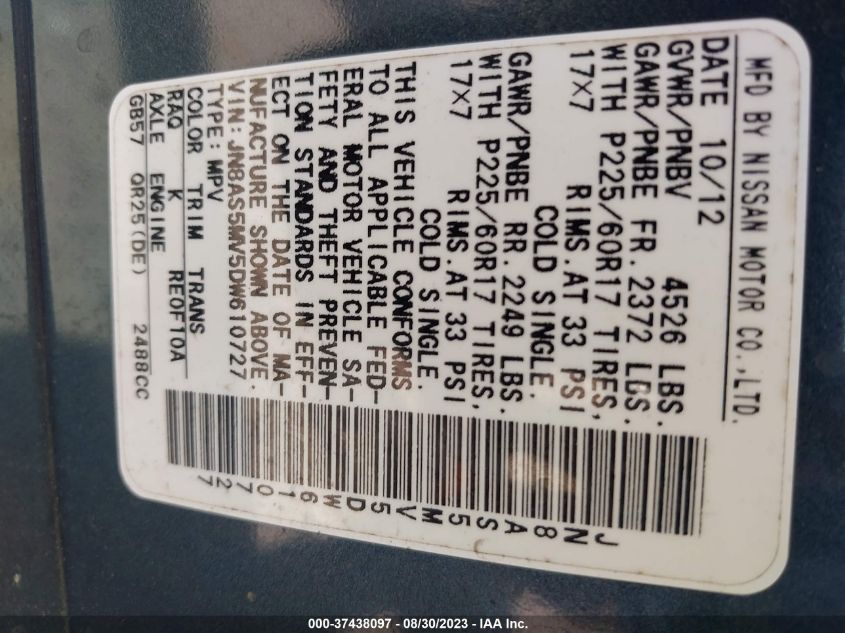 MFD BY NISSAN MOTOR CO.,LTD.
DATE 10/12
GVWR/PNBV 4526 LBS.
GAWR/PNBE FR. 2372 LBS.
WITH P225/60R17 TIRES,
17X7 RIMS.AT 33 PSI
COLD SINGLE.
GAWR/PNBE RR. 2249 LBS.
WITH P225/60R17 TIRES,
17X7 RIMS.AT 33 PSI
COLD SINGLE.
THIS VEHICLE CONFORMS
TO ALL APPLICABLE FED-
ERAL MOTOR VEHICLE SA-
FETY AND THEFT PREVEN-
TION STANDARDS IN EFF-
ECT ON THE DATE OF MA-
NUFACTURE SHOWN ABOVE.
VIN:JN8AS5MV5DW610727
TYPE: MPV
COLOR TRIM TRANS
RAQ K RE0F10A
AXLE ENGINE
GB57 QR25(DE) 2488CC
JN8AS5MV5DW610727
000-37438097 - 08/30/2023 - IAA Inc.